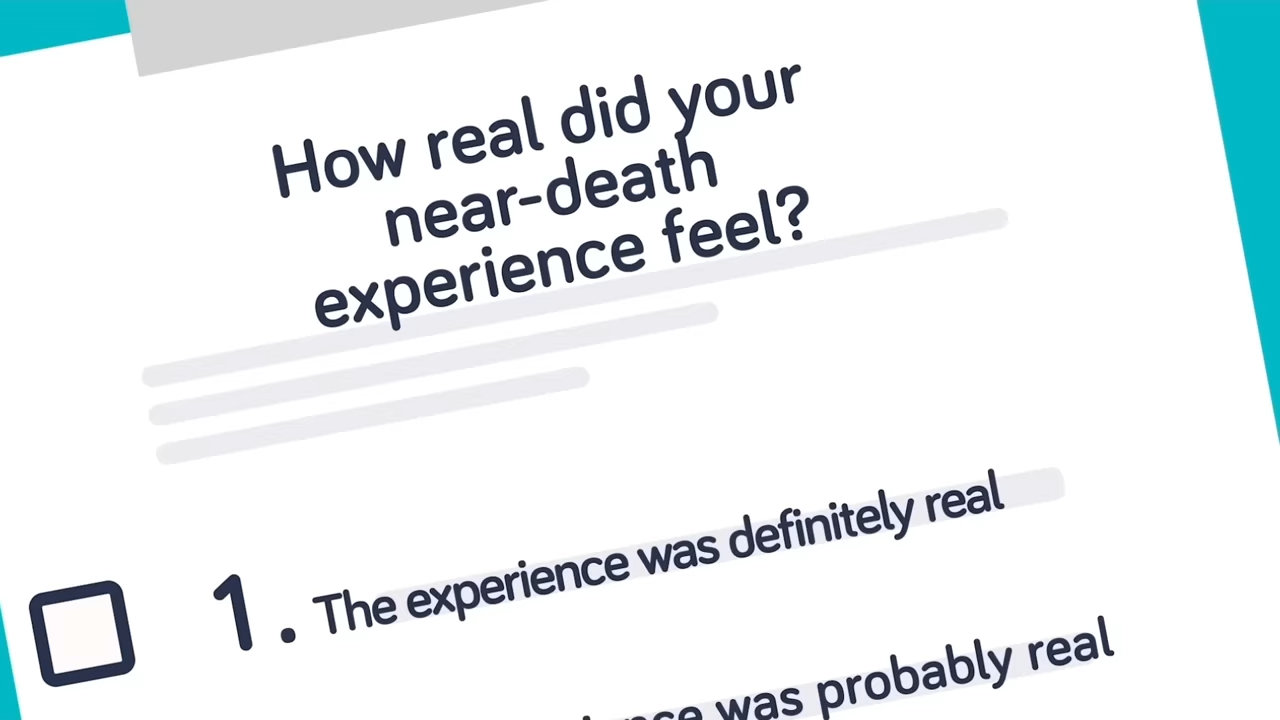 How real did your
near-death
experience feel?
1. The experience was definitely real
was probably real